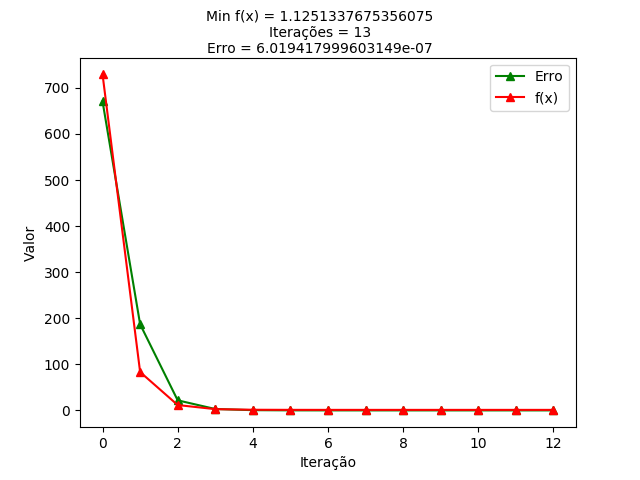 Min f(x) = 1.1251337675356075
Iterações = 13
Erro = 6.019417999603149e-07
Erro
f(x)
700
600
500
400
300
200
100
0
Valor
0 2 4 6 8 10 12
Iteração